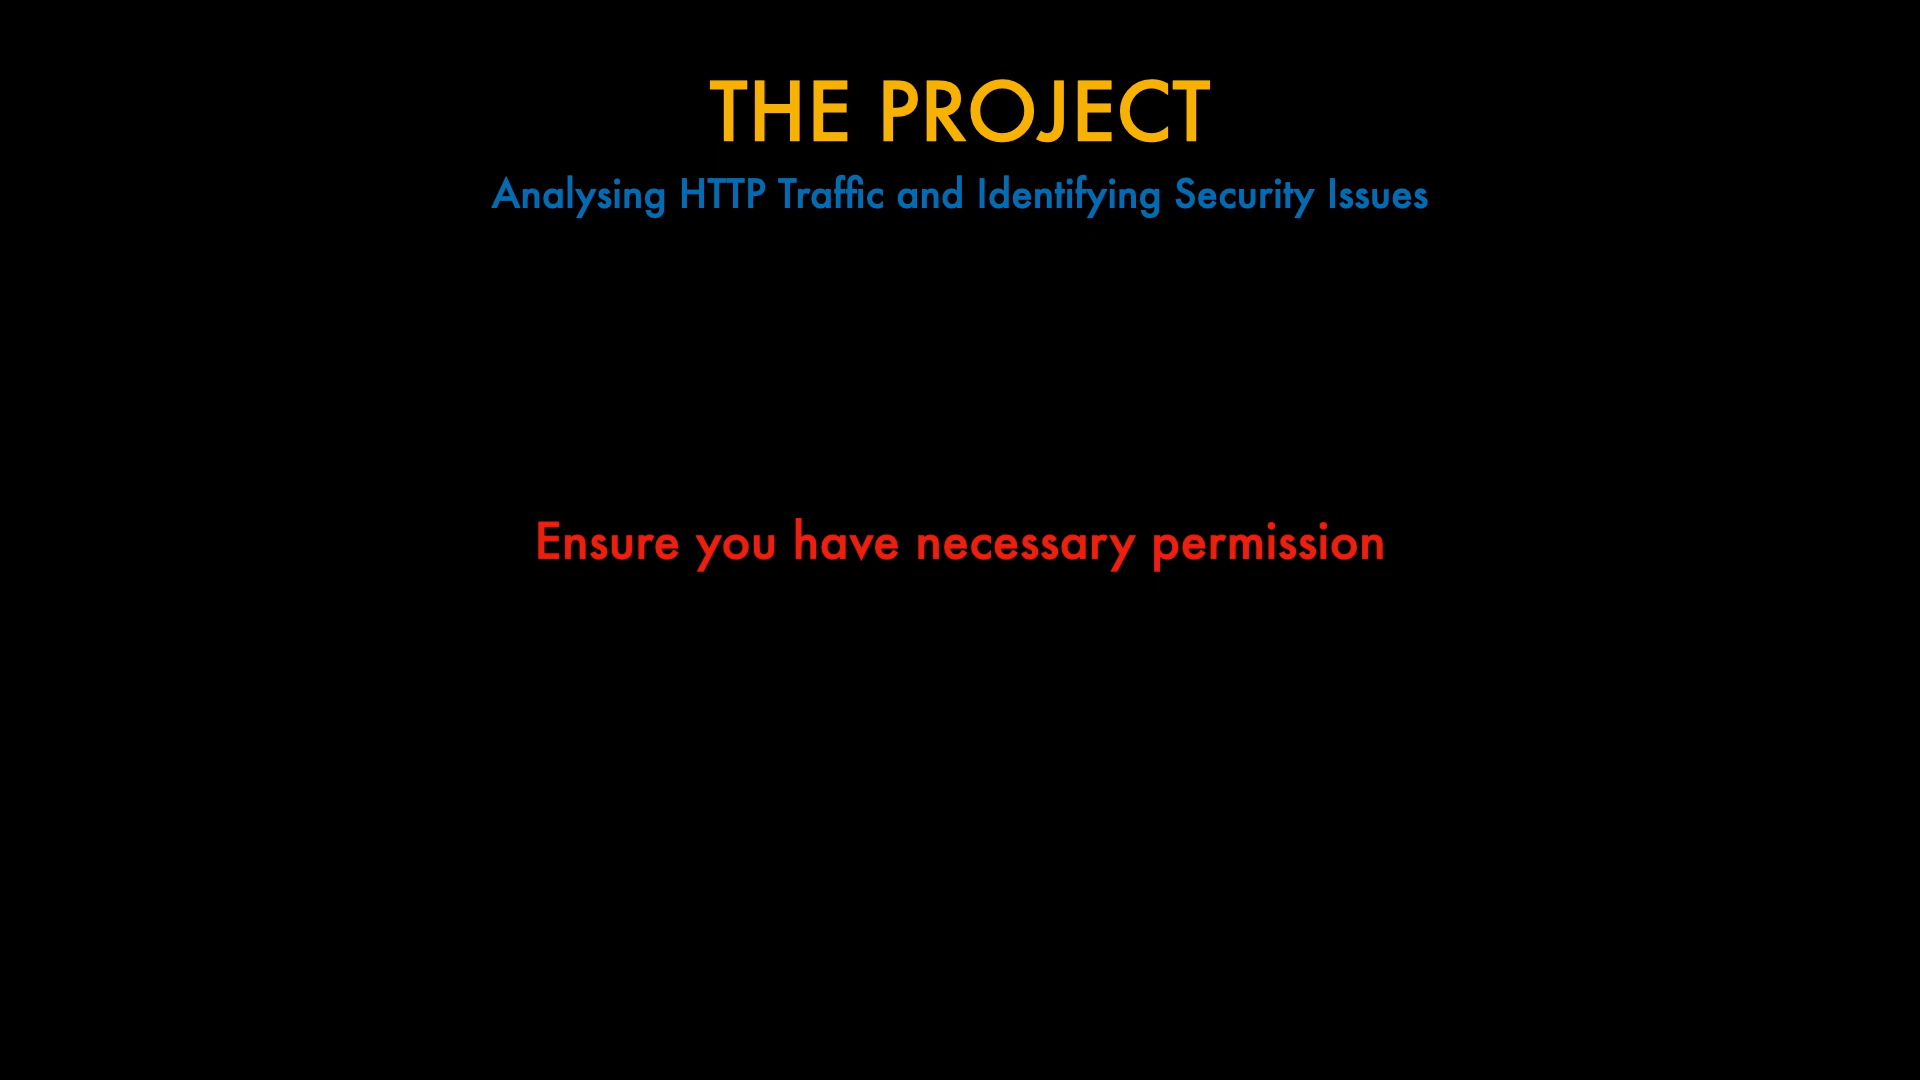 THE PROJECT
Analysing HTTP Traffic and Identifying Security Issues
Ensure you have necessary permission